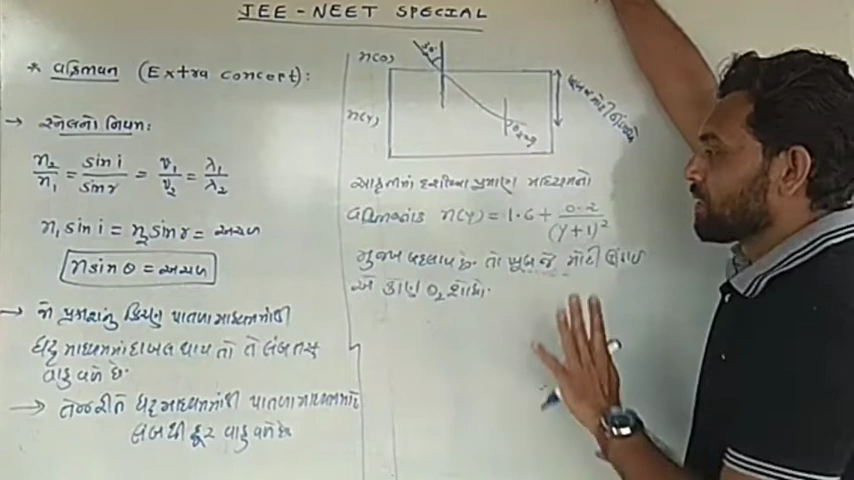 JEE - NEET SPECIAL
* વક્રીભવન (Extra concept):
→ સ્નેલનો નિયમ:
n₂/n₁ = sin i/sin r = v₁/v₂ = λ₁/λ₂
n₁ sin i = n₂ sin r = અચળ
n sin θ = અચળ
→ જો પ્રકાશનું કિરણ પાતળા માધ્યમમાંથી
ઘટ્ટ માધ્યમમાં દાખલ થાય તો તે લંબ તરફ
વાંકુ વળે છે.
→ તેજ રીતે ઘટ્ટ માધ્યમમાંથી પાતળા માધ્યમમાં
લંબથી દૂર વાંકુ વળે છે
n(0)
n(y)
આકૃતિમાં દર્શાવ્યા પ્રમાણે માધ્યમનો
વક્રીભવનાંક n(y) = 1.6 + 0.2/(y+1)²
મુજબ બદલાય છે. તો ખૂબ જ મોટી ઊંડાઈ
એ કોણ θ₂ શોધો.